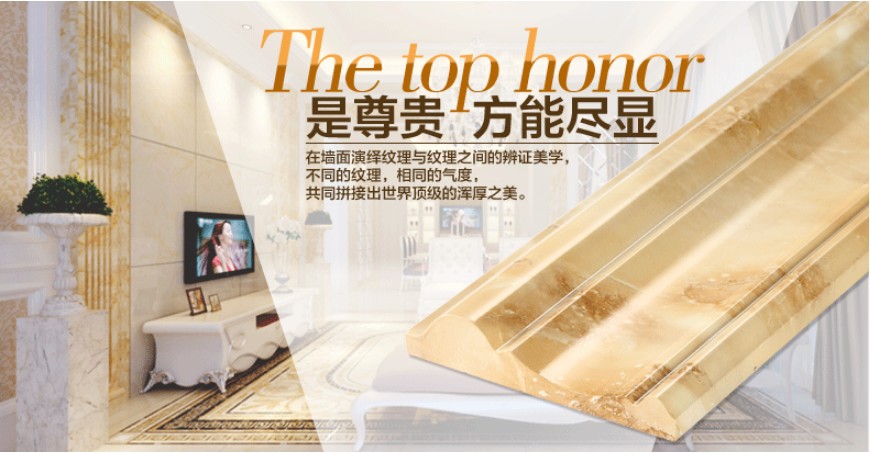 The top honor
是尊贵 方能尽显
在墙面演绎纹理与纹理之间的辨证美学，
不同的纹理，相同的气度，
共同拼接出世界顶级的浑厚之美。